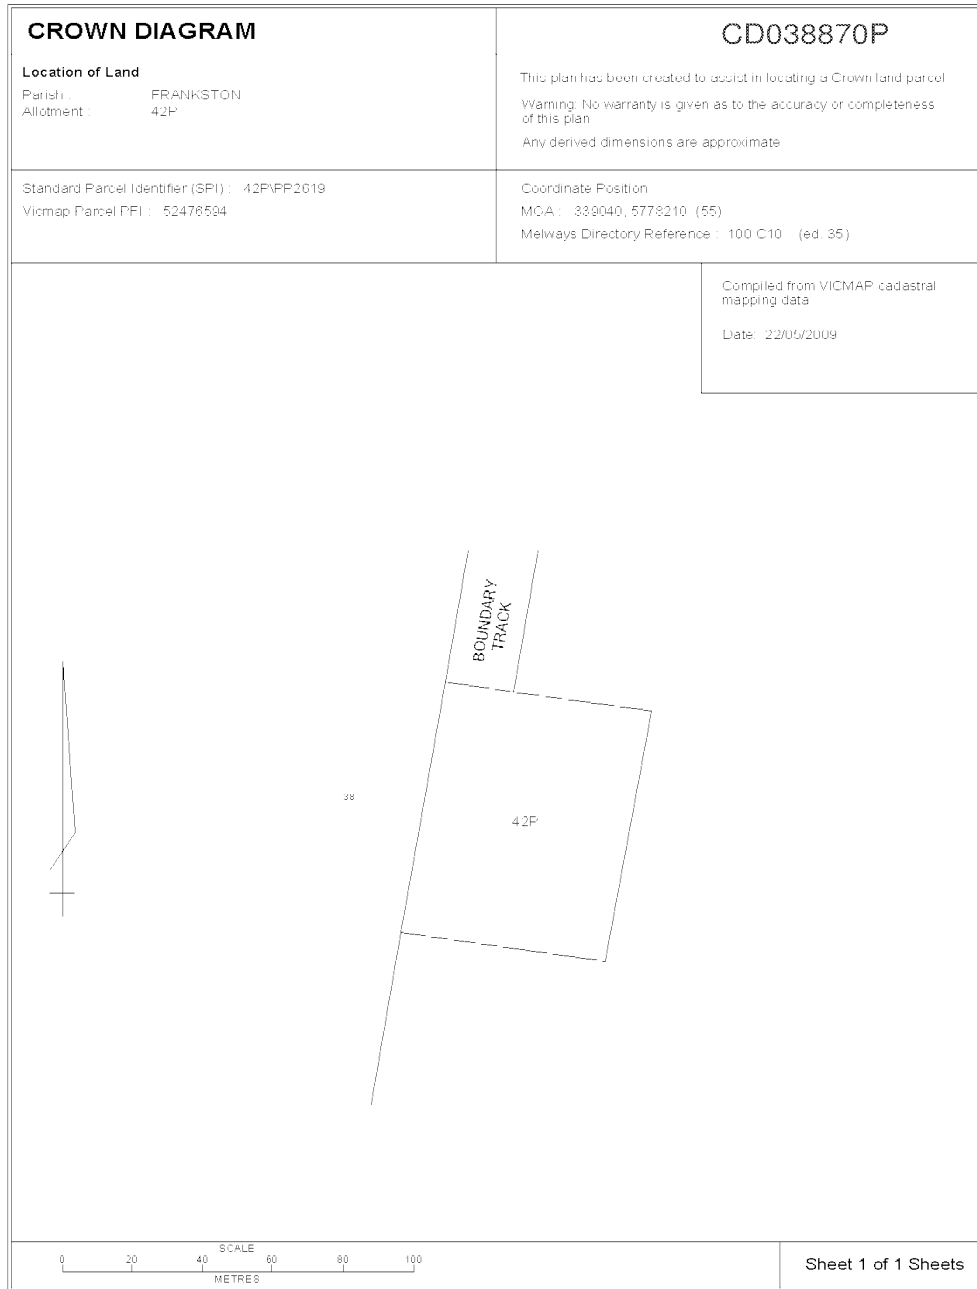 CROWN DIAGRAM
CD038870P
Location of Land
Parish : FRANKSTON
Allotment : 42P
This plan has been created to assist in locating a Crown land parcel
Warning: No warranty is given as to the accuracy or completeness
of this plan
Any derived dimensions are approximate
Standard Parcel Identifier (SPI) : 42P\PP2619
Vicmap Parcel PFI : 52476594
Coordinate Position
MGA : 339040, 5778210 (55)
Melways Directory Reference : 100 C10 (ed. 35)
Compiled from VICMAP cadastral
mapping data
Date: 22/05/2009
BOUNDARY
TRACK
38
42P
SCALE
0 20 40 60 80 100
METRES
Sheet 1 of 1 Sheets